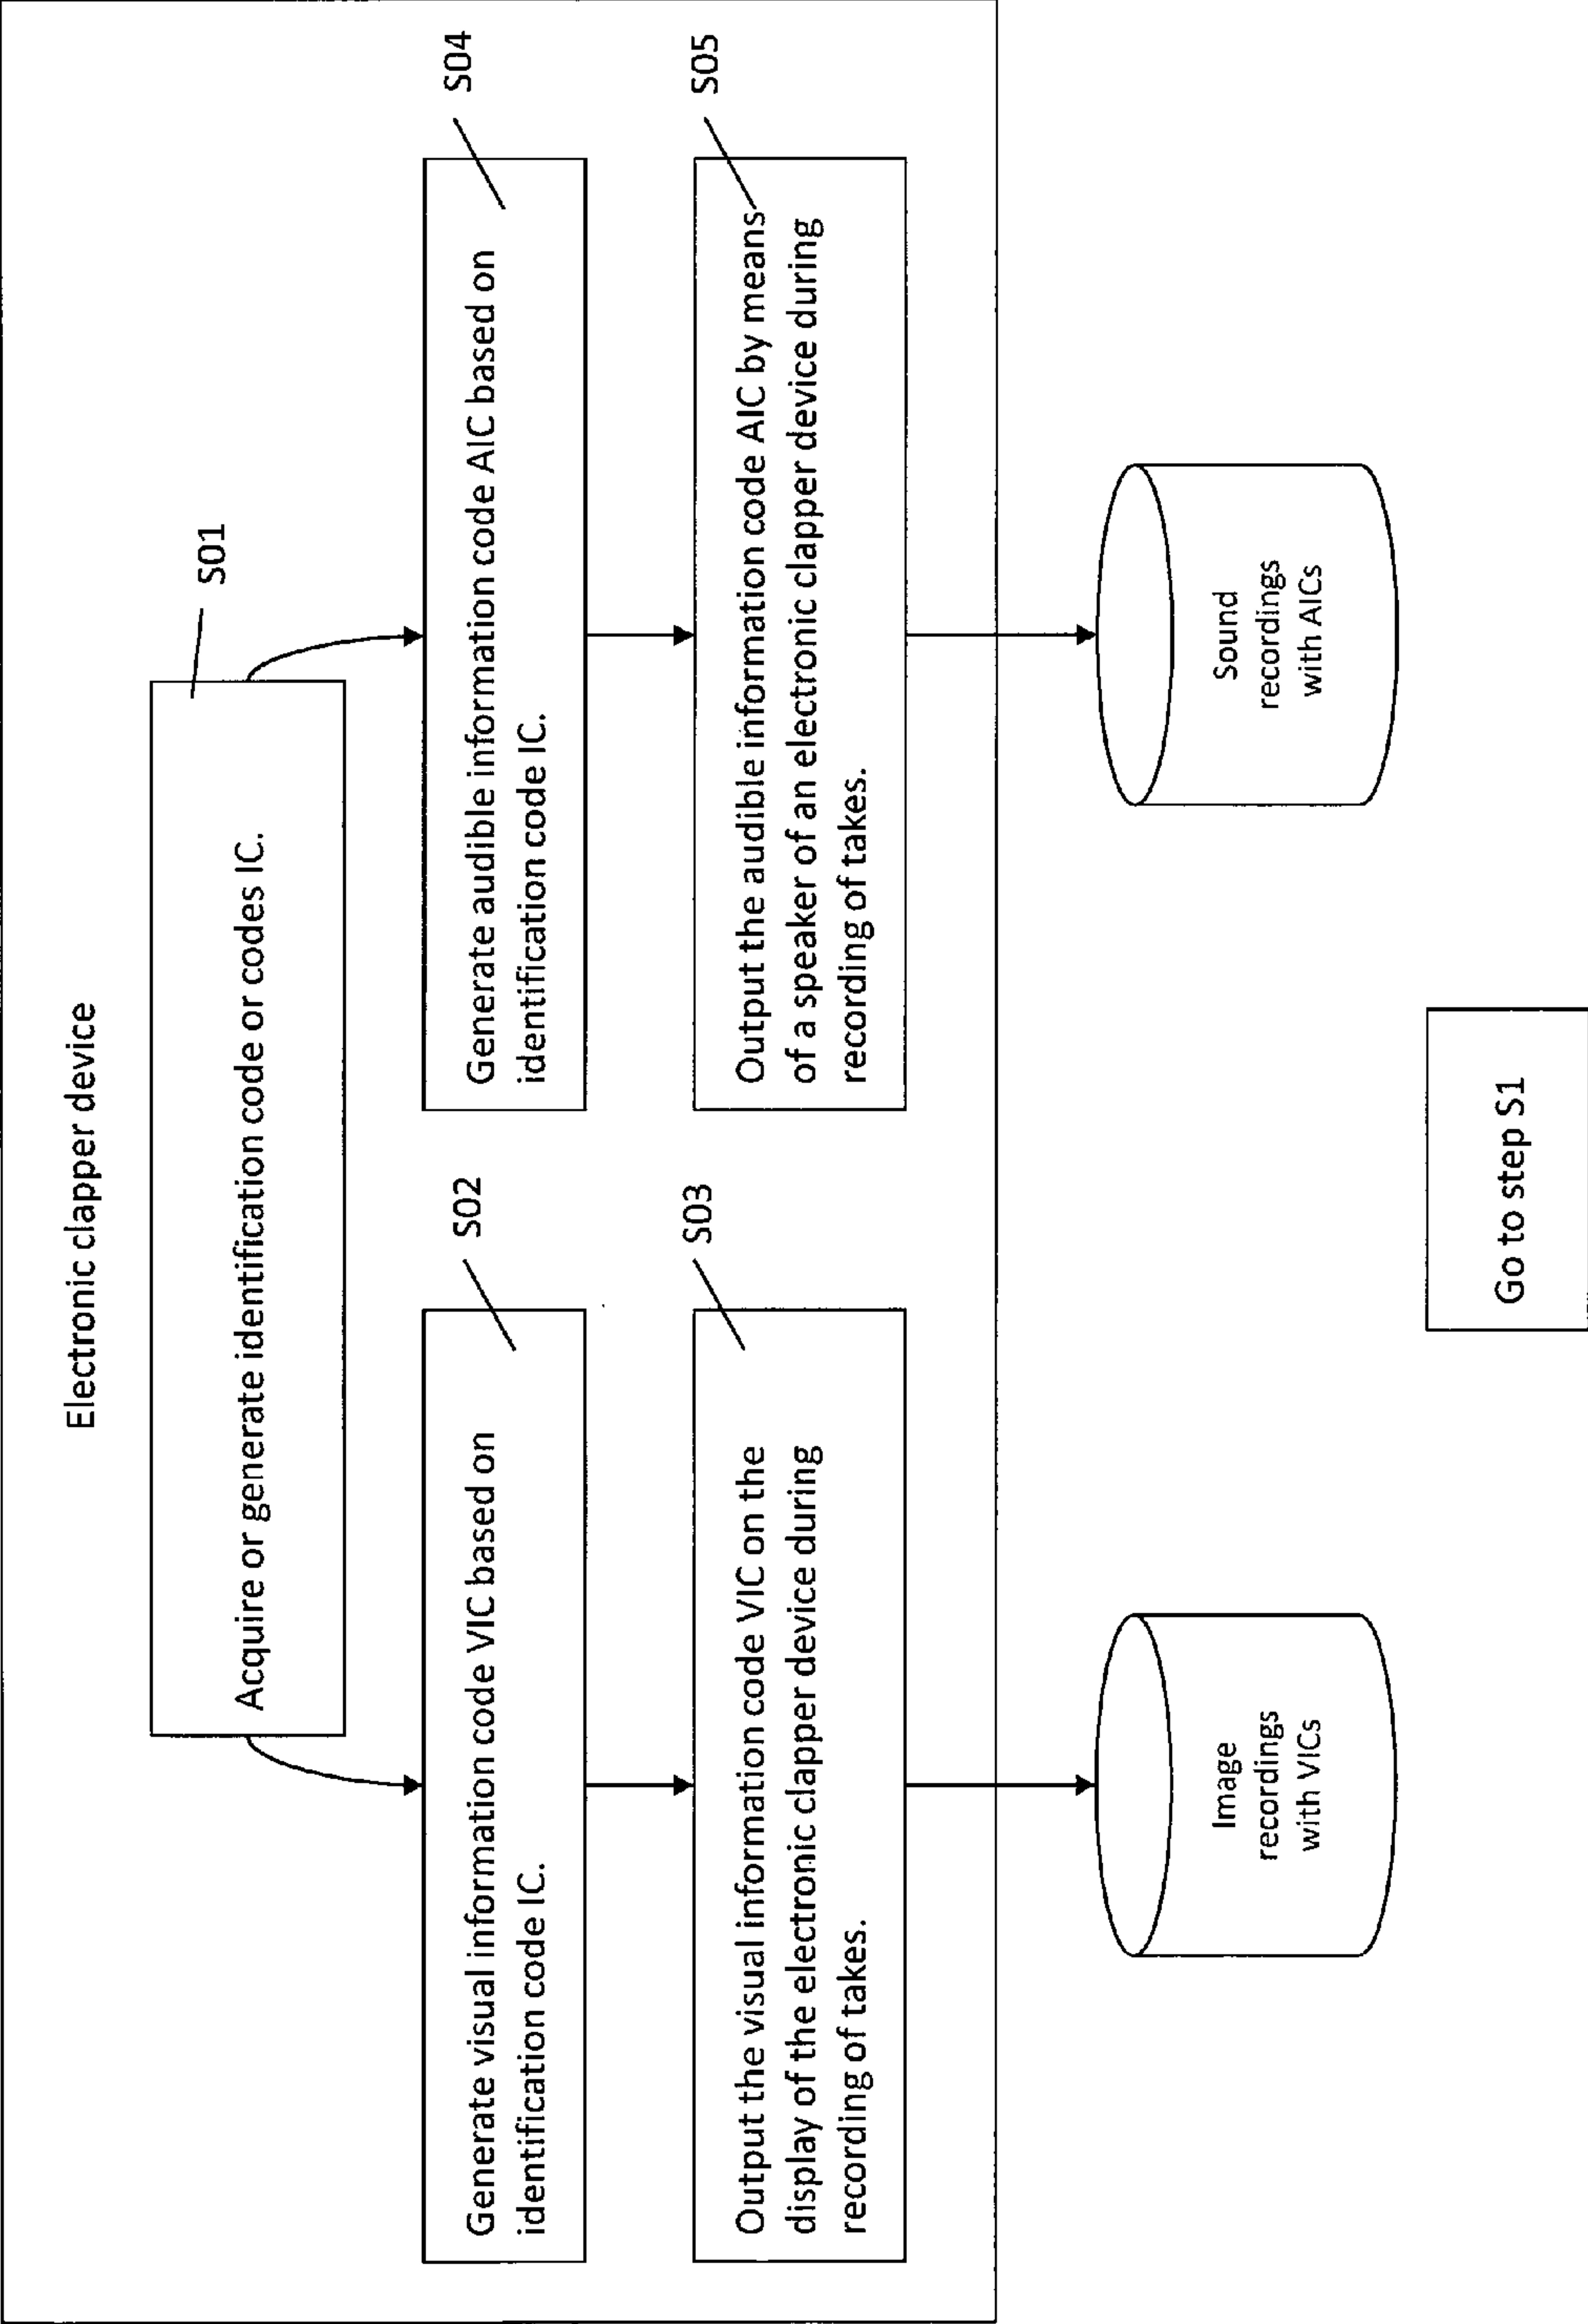 Electronic clapper device
S01
Acquire or generate identification code or codes IC.
S02
Generate visual information code VIC based on
identification code IC.
S04
Generate audible information code AIC based on
identification code IC.
S03
Output the visual information code VIC on the
display of the electronic clapper device during
recording of takes.
S05
Output the audible information code AIC by means
of a speaker of an electronic clapper device during
recording of takes.
Image
recordings
with VICs
Sound
recordings
with AICs
Go to step S1